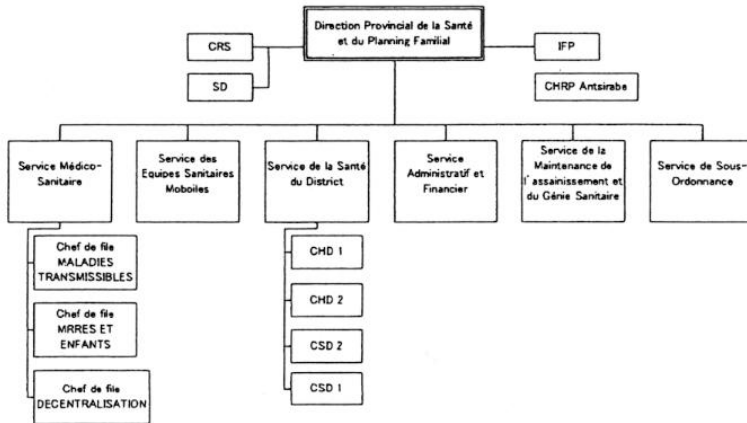 Direction Provincial de la Santé
et du Planning Familial
CRS
IFP
SD
CHRP Antsirabe
Service Médico-
Sanitaire
Service des
Equipes Sanitaires
Moboiles
Service de la Santé
du District
Service
Administratif et
Financier
Service de la
Maintenance de
l'assainissement et
du Génie Sanitaire
Service de Sous-
Ordonnance
Chef de file
MALADIES
TRANSMISSIBLES
Chef de file
MRRES ET
ENFANTS
Chef de file
DECENTRALISATION
CHD 1
CHD 2
CSD 2
CSD 1